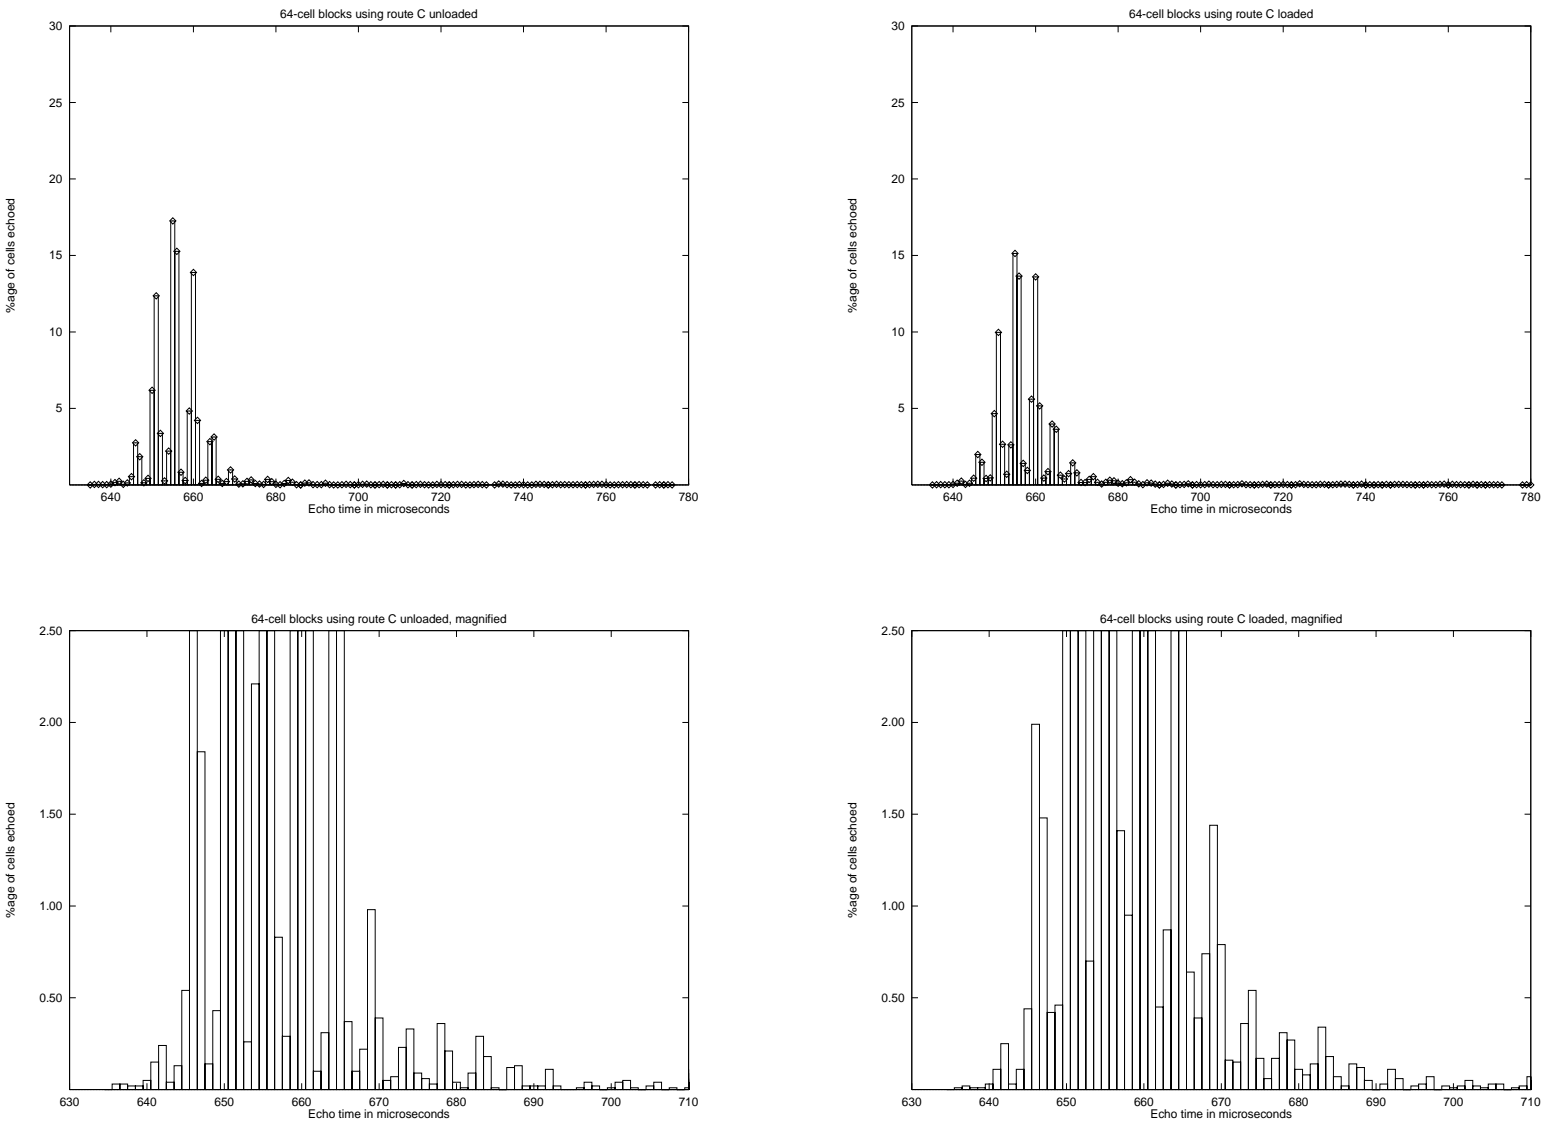 64-cell blocks using route C unloaded
30
25
20
15
10
5
%age of cells echoed
640 660 680 700 720 740 760 780
Echo time in microseconds
64-cell blocks using route C loaded
30
25
20
15
10
5
%age of cells echoed
640 660 680 700 720 740 760 780
Echo time in microseconds
64-cell blocks using route C unloaded, magnified
2.50
2.00
1.50
1.00
0.50
%age of cells echoed
630 640 650 660 670 680 690 700 710
Echo time in microseconds
64-cell blocks using route C loaded, magnified
2.50
2.00
1.50
1.00
0.50
%age of cells echoed
630 640 650 660 670 680 690 700 710
Echo time in microseconds